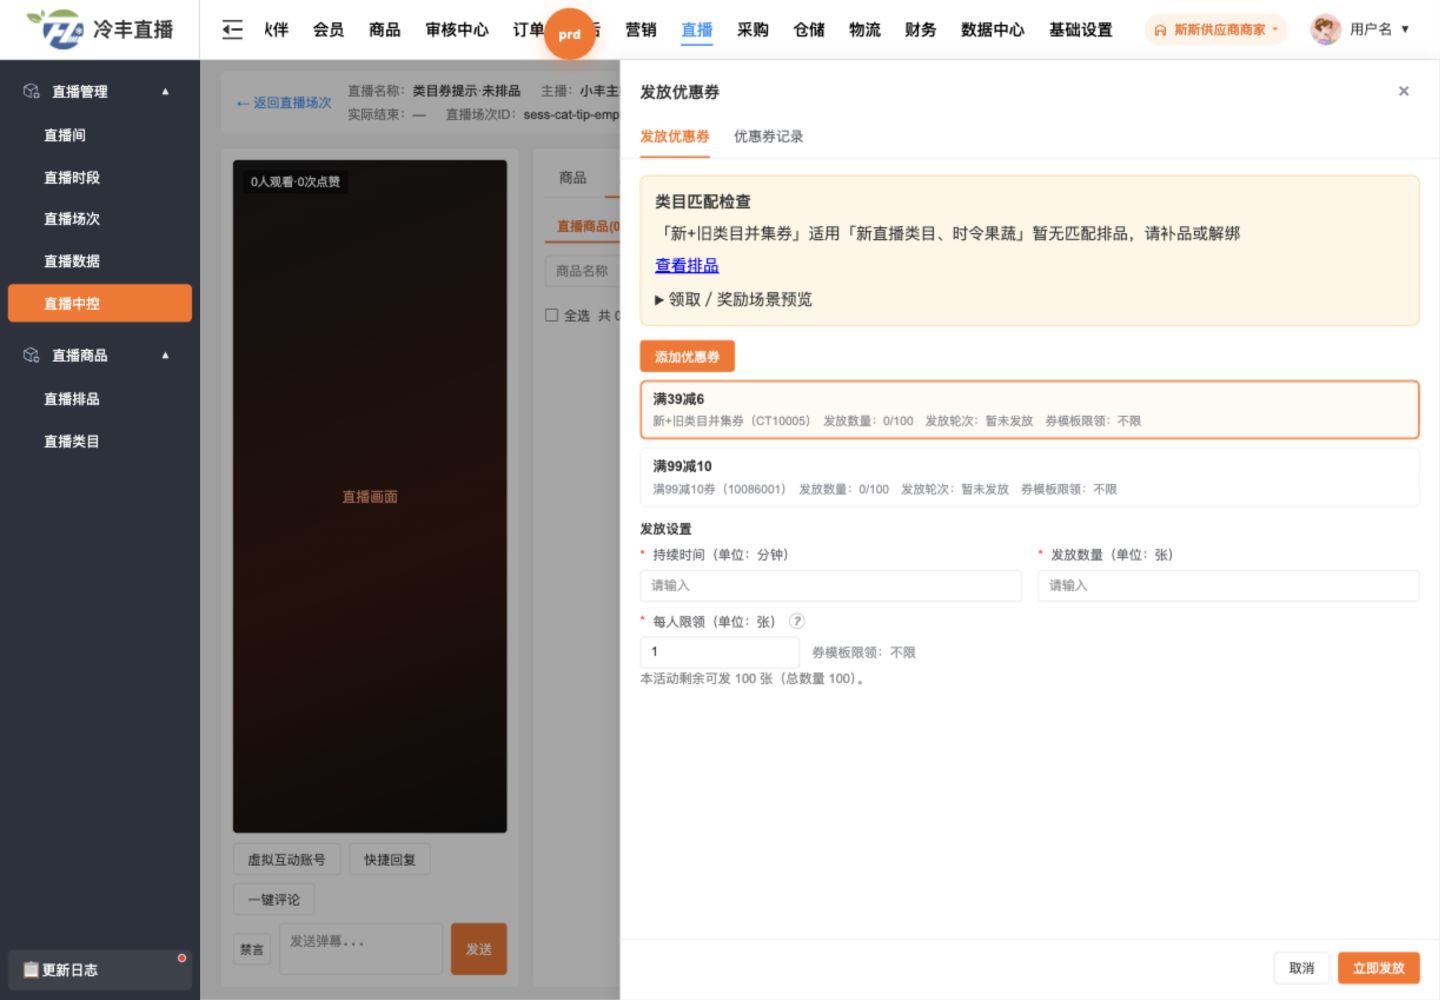 冷丰直播
伙伴 会员 商品 审核中心 订单 prd 营销 直播 采购 仓储 物流 财务 数据中心 基础设置 斯斯供应商商家 用户名
直播管理
直播间
直播时段
直播场次
直播数据
直播中控
直播商品
直播排品
直播类目
更新日志
← 返回直播场次
直播名称： 类目券提示·未排品 主播： 小丰主
实际结束： — 直播场次ID： sess-cat-tip-emp
0人观看·0次点赞
直播画面
虚拟互动账号 快捷回复
一键评论
禁言 发送弹幕... 发送
商品
直播商品(0
商品名称
全选 共 0
发放优惠券 ×
发放优惠券 优惠券记录
类目匹配检查
「新+旧类目并集券」适用「新直播类目、时令果蔬」暂无匹配排品，请补品或解绑
查看排品
▶ 领取 / 奖励场景预览
添加优惠券
满39减6
新+旧类目并集券（CT10005） 发放数量：0/100 发放轮次：暂未发放 券模板限领：不限
满99减10
满99减10券（10086001） 发放数量：0/100 发放轮次：暂未发放 券模板限领：不限
发放设置
* 持续时间（单位：分钟） * 发放数量（单位：张）
请输入 请输入
* 每人限领（单位：张） ?
1 券模板限领：不限
本活动剩余可发 100 张（总数量 100）。
取消 立即发放